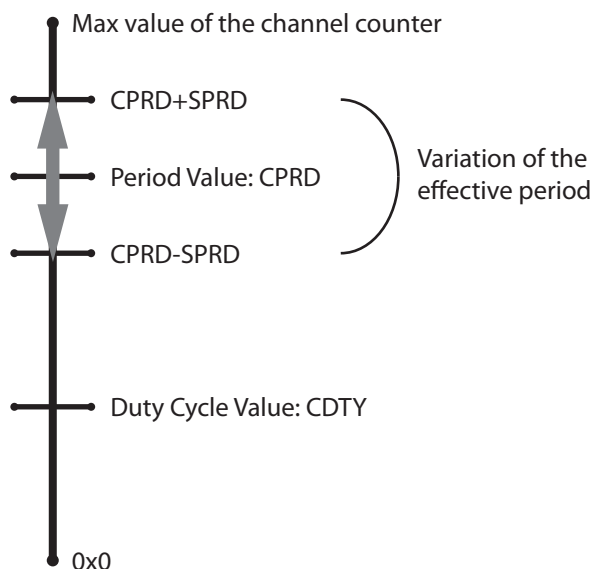 Max value of the channel counter
CPRD+SPRD
Period Value: CPRD
Variation of the
effective period
CPRD-SPRD
Duty Cycle Value: CDTY
0x0